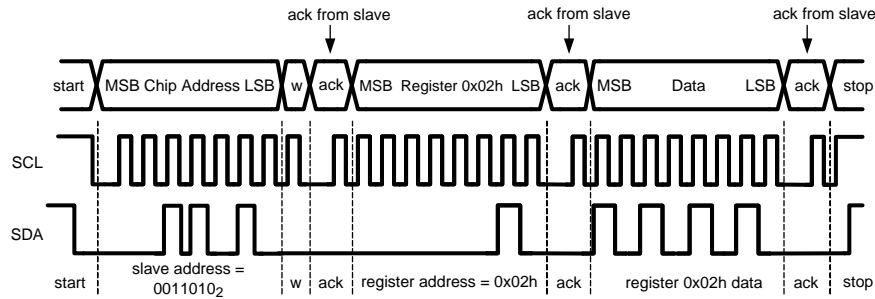 ack from slave ack from slave ack from slave
start MSB Chip Address LSB w ack MSB Register 0x02h LSB ack MSB Data LSB ack stop
SCL
SDA
start slave address = 0011010₂ w ack register address = 0x02h ack register 0x02h data ack stop